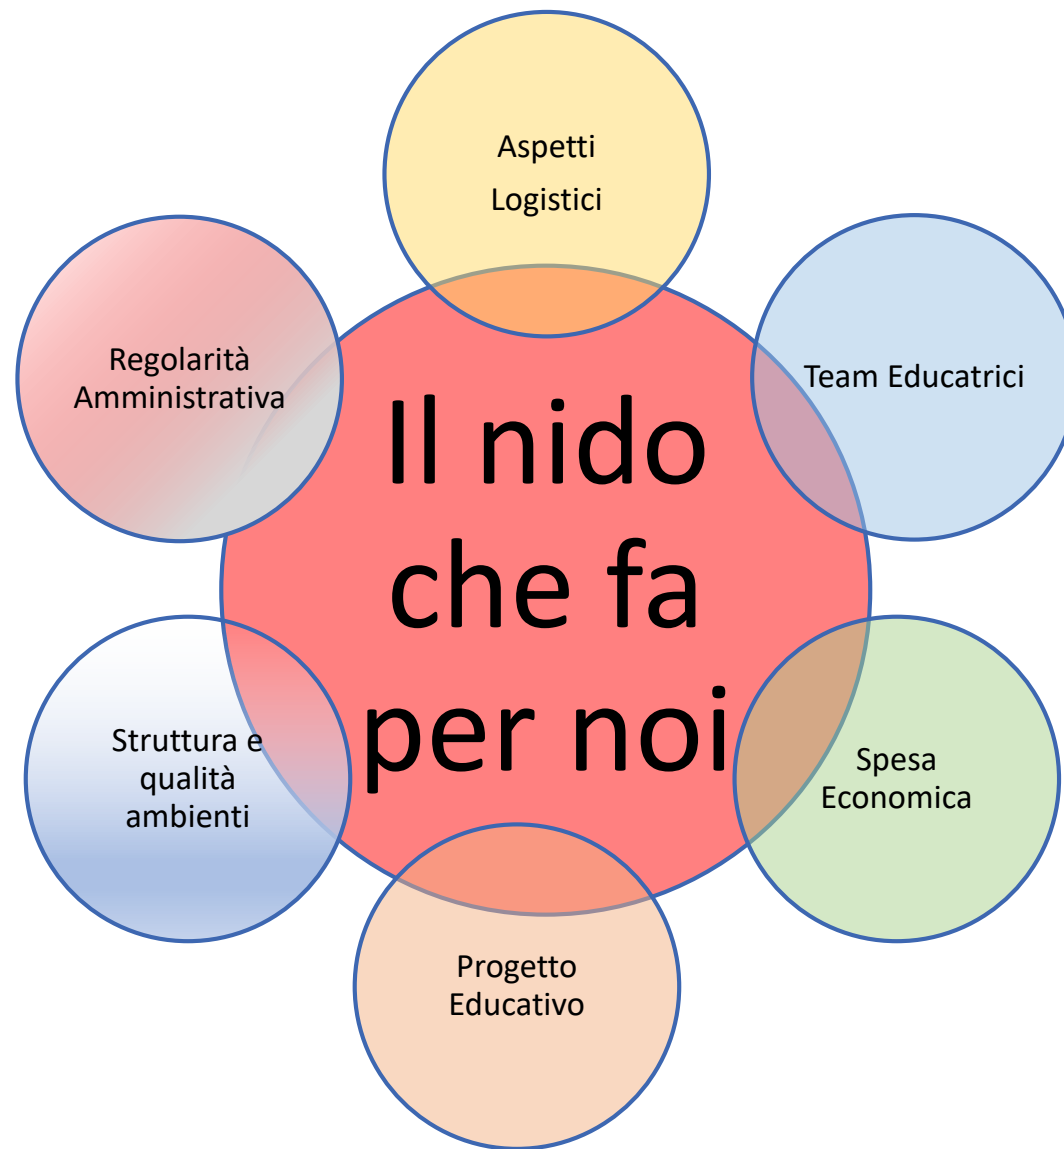 Aspetti
Logistici
Team Educatrici
Spesa
Economica
Progetto
Educativo
Struttura e
qualità
ambienti
Regolarità
Amministrativa
Il nido
che fa
per noi